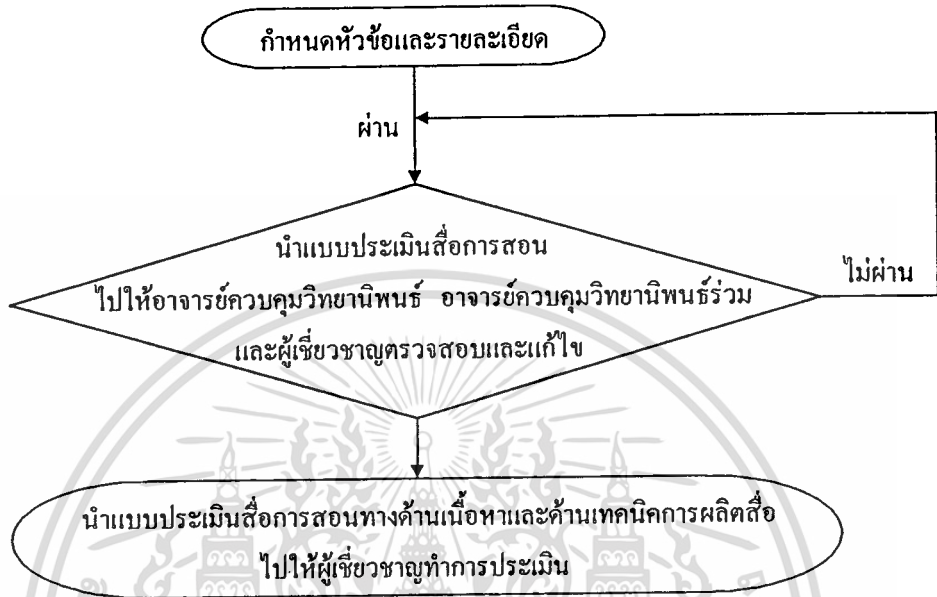 กำหนดหัวข้อและรายละเอียด
ผ่าน
นำแบบประเมินสื่อการสอน
ไปให้อาจารย์ควบคุมวิทยานิพนธ์ อาจารย์ควบคุมวิทยานิพนธ์ร่วม
และผู้เชี่ยวชาญตรวจสอบและแก้ไข
ไม่ผ่าน
นำแบบประเมินสื่อการสอนทางด้านเนื้อหาและด้านเทคนิคการผลิตสื่อ
ไปให้ผู้เชี่ยวชาญทำการประเมิน